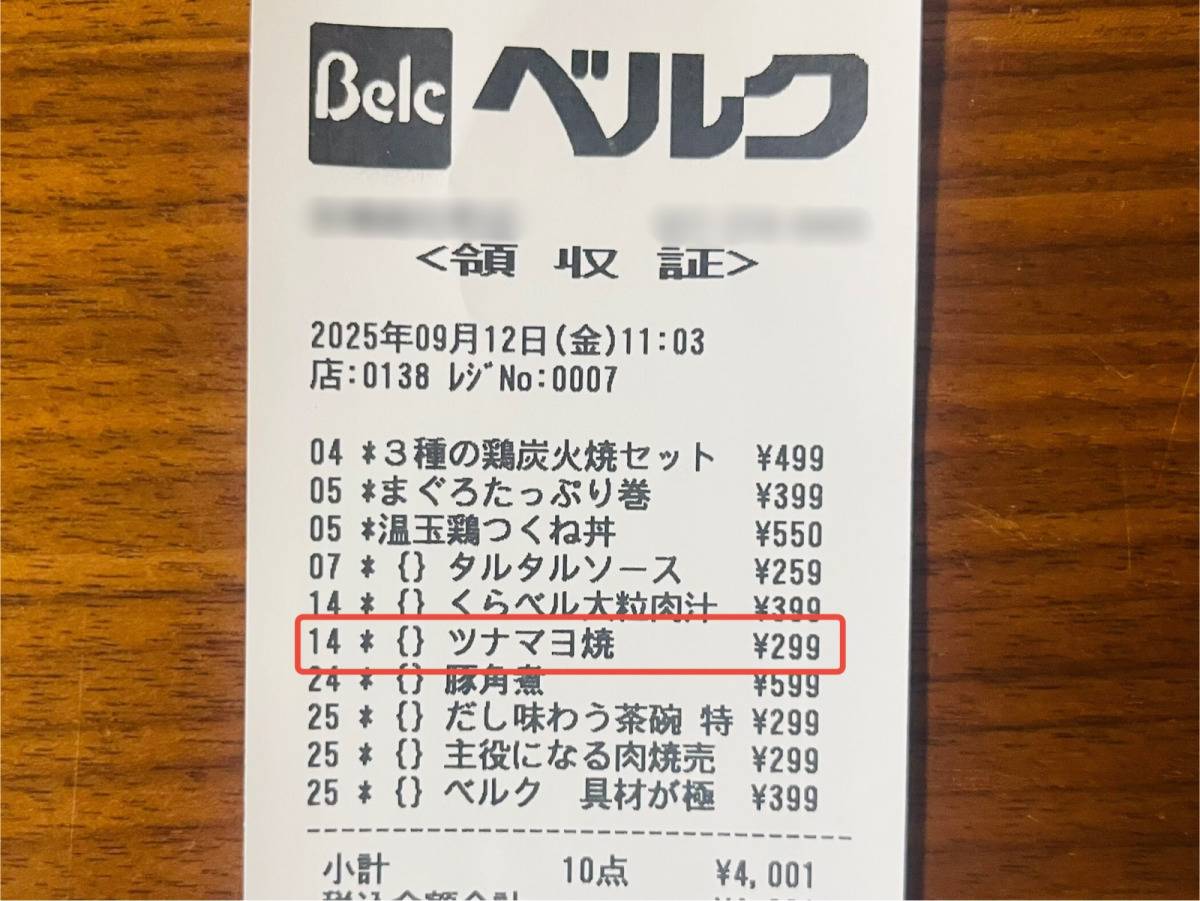 Belc ベルク
<領 収 証>
2025年09月12日(金)11:03
店:0138 ﾚｼﾞNo:0007
04 *3種の鶏炭火焼セット ¥499
05 *まぐろたっぷり巻 ¥399
05 *温玉鶏つくね丼 ¥550
07 * {} タルタルソース ¥259
14 * {} くらベル大粒肉汁 ¥399
14 * {} ツナマヨ焼 ¥299
24 * {} 豚角煮 ¥599
25 * {} だし味わう茶碗 特 ¥299
25 * {} 主役になる肉焼売 ¥299
25 * {} ベルク 具材が極 ¥399
小計 10点 ¥4,001